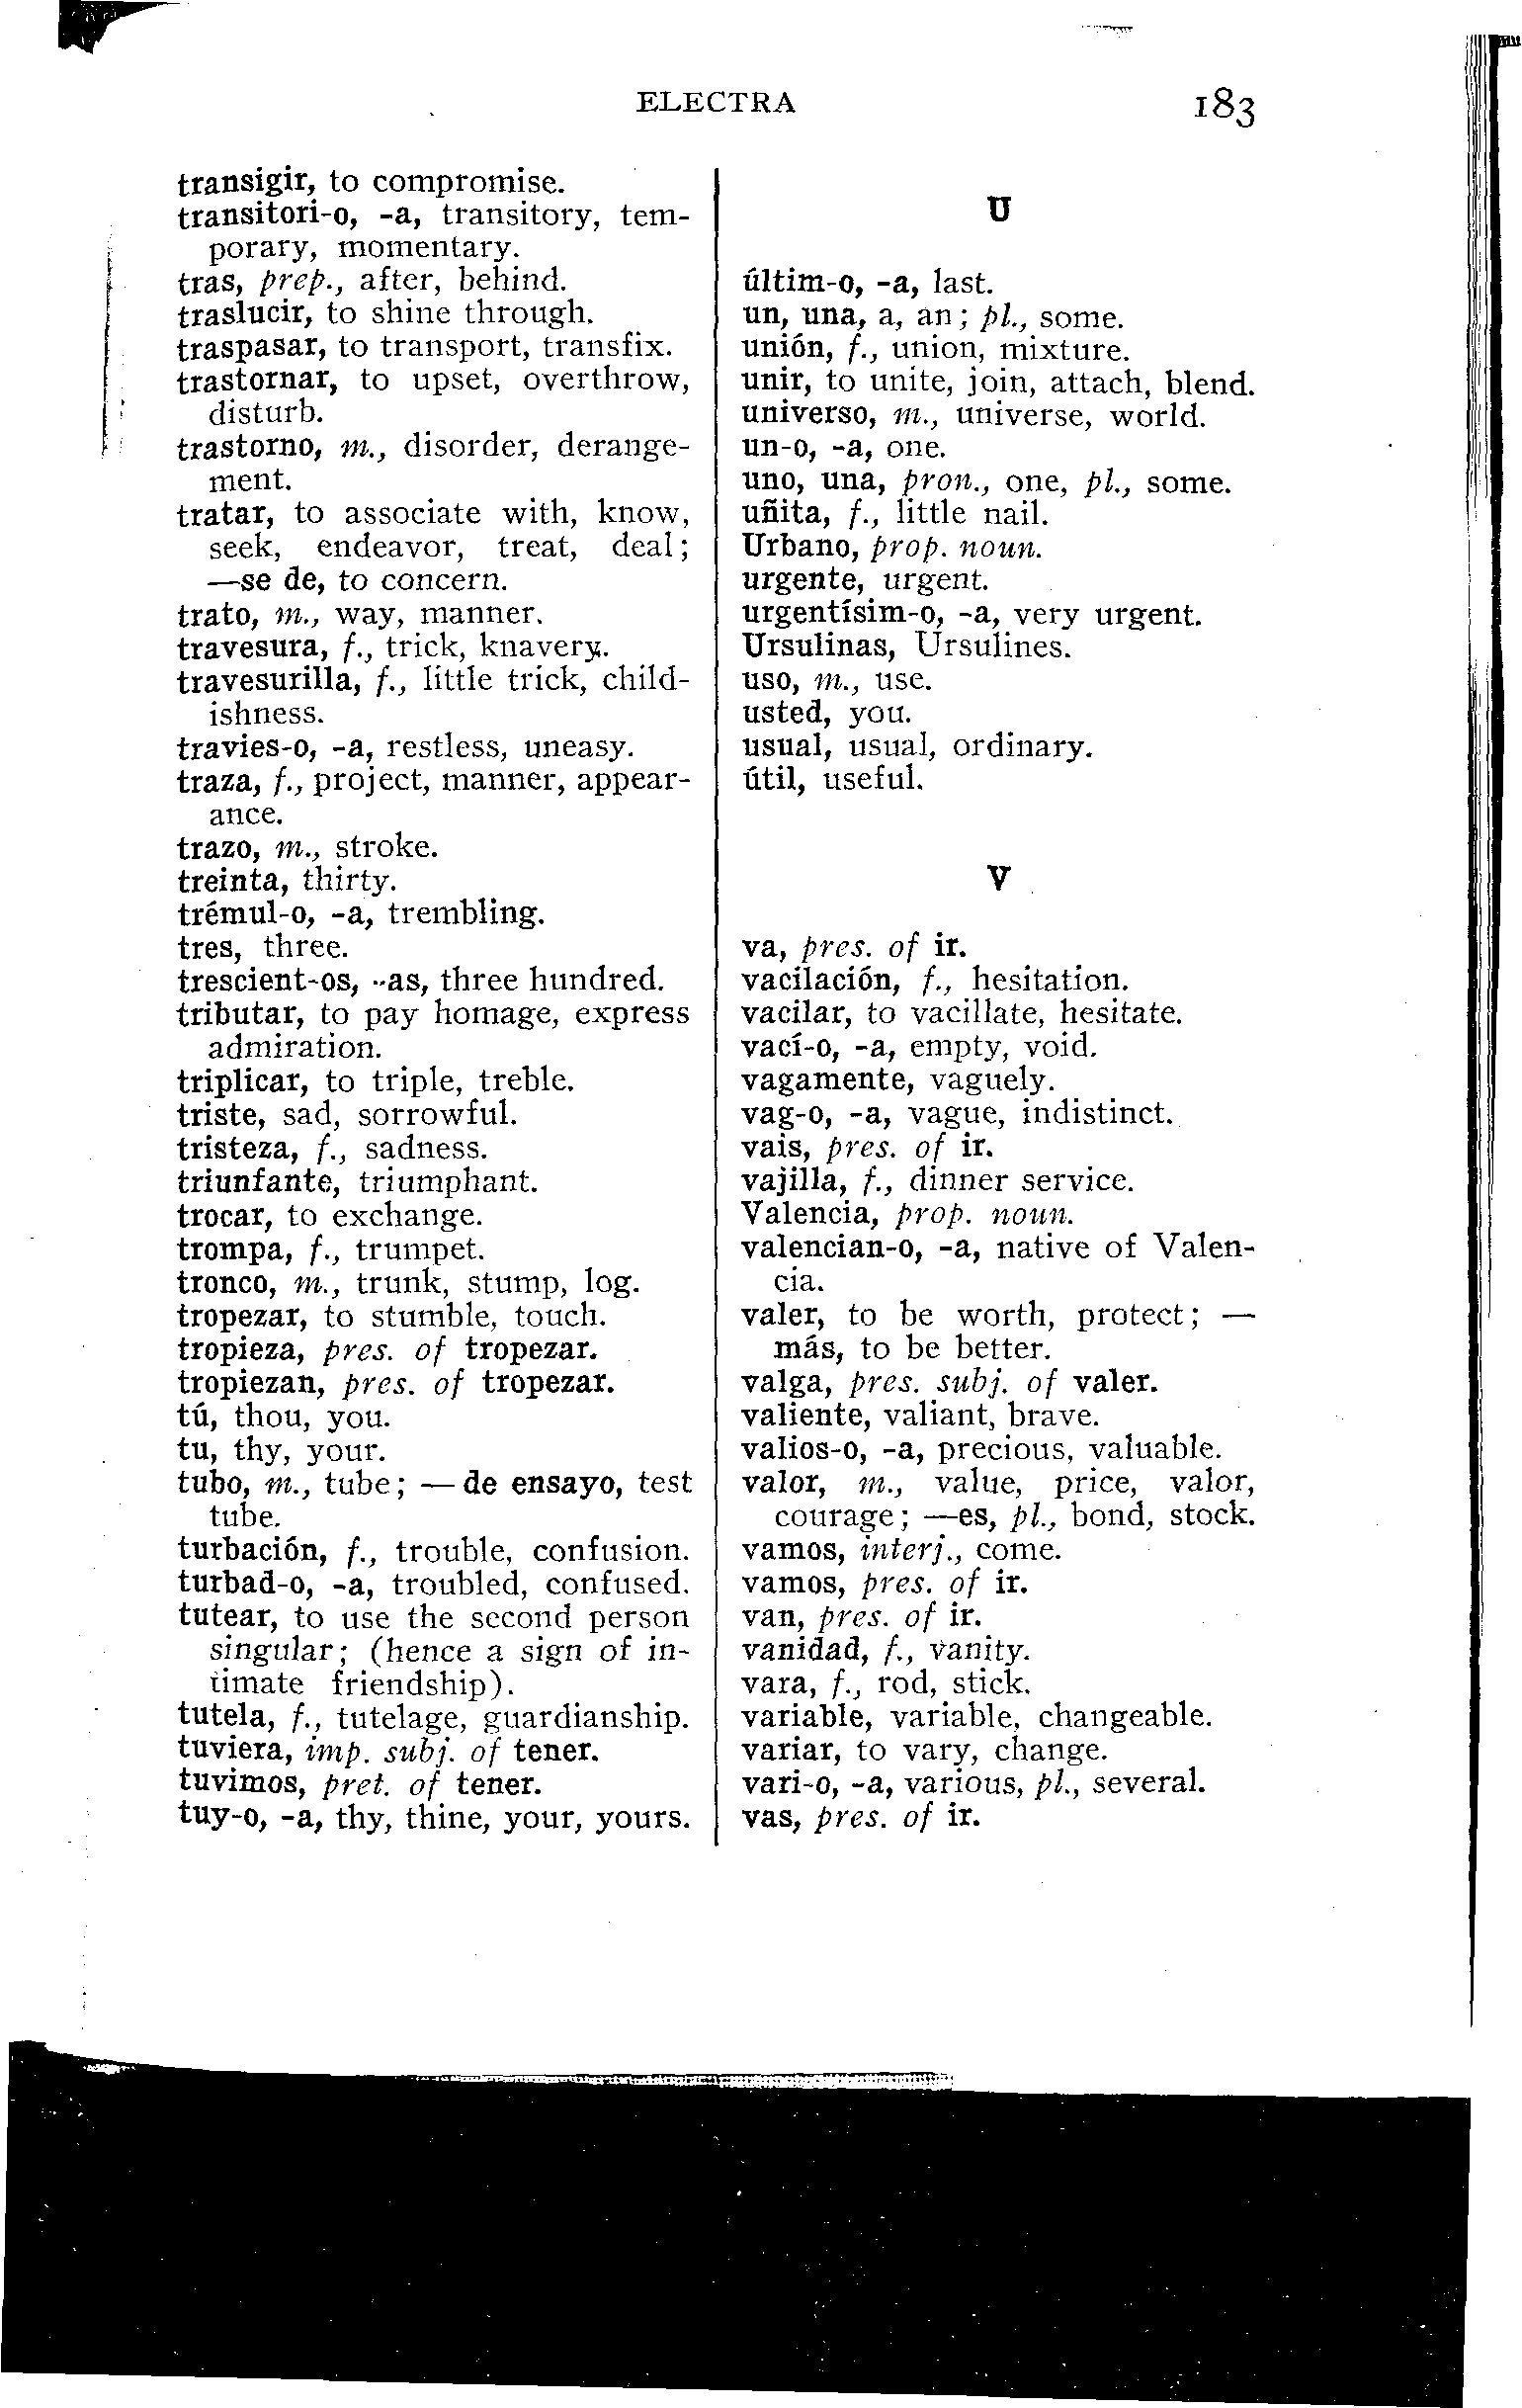 ELECTRA 183
transigir, to compromise.
transitori-o, -a, transitory, tem-
porary, momentary.
tras, prep., after, behind.
traslucir, to shine through.
traspasar, to transport, transfix.
trastornar, to upset, overthrow,
disturb.
trastorno, m., disorder, derange-
ment.
tratar, to associate with, know,
seek, endeavor, treat, deal;
—se de, to concern.
trato, m., way, manner.
travesura, f., trick, knavery.
travesurilla, f., little trick, child-
ishness.
travies-o, -a, restless, uneasy.
traza, f., project, manner, appear-
ance.
trazo, m., stroke.
treinta, thirty.
trémul-o, -a, trembling.
tres, three.
trescient-os, -as, three hundred.
tributar, to pay homage, express
admiration.
triplicar, to triple, treble.
triste, sad, sorrowful.
tristeza, f., sadness.
triunfante, triumphant.
trocar, to exchange.
trompa, f., trumpet.
tronco, m., trunk, stump, log.
tropezar, to stumble, touch.
tropieza, pres. of tropezar.
tropiezan, pres. of tropezar.
tú, thou, you.
tu, thy, your.
tubo, m., tube; — de ensayo, test
tube.
turbación, f., trouble, confusion.
turbad-o, -a, troubled, confused.
tutear, to use the second person
singular; (hence a sign of in-
timate friendship).
tutela, f., tutelage, guardianship.
tuviera, imp. subj. of tener.
tuvimos, pret. of tener.
tuy-o, -a, thy, thine, your, yours.
U
últim-o, -a, last.
un, una, a, an; pl., some.
unión, f., union, mixture.
unir, to unite, join, attach, blend.
universo, m., universe, world.
un-o, -a, one.
uno, una, pron., one, pl., some.
uñita, f., little nail.
Urbano, prop. noun.
urgente, urgent.
urgentísim-o, -a, very urgent.
Ursulinas, Ursulines.
uso, m., use.
usted, you.
usual, usual, ordinary.
útil, useful.
V
va, pres. of ir.
vacilación, f., hesitation.
vacilar, to vacillate, hesitate.
vací-o, -a, empty, void.
vagamente, vaguely.
vag-o, -a, vague, indistinct.
vais, pres. of ir.
vajilla, f., dinner service.
Valencia, prop. noun.
valencian-o, -a, native of Valen-
cia.
valer, to be worth, protect; —
más, to be better.
valga, pres. subj. of valer.
valiente, valiant, brave.
valios-o, -a, precious, valuable.
valor, m., value, price, valor,
courage; —es, pl., bond, stock.
vamos, interj., come.
vamos, pres. of ir.
van, pres. of ir.
vanidad, f., vanity.
vara, f., rod, stick.
variable, variable, changeable.
variar, to vary, change.
vari-o, -a, various, pl., several.
vas, pres. of ir.